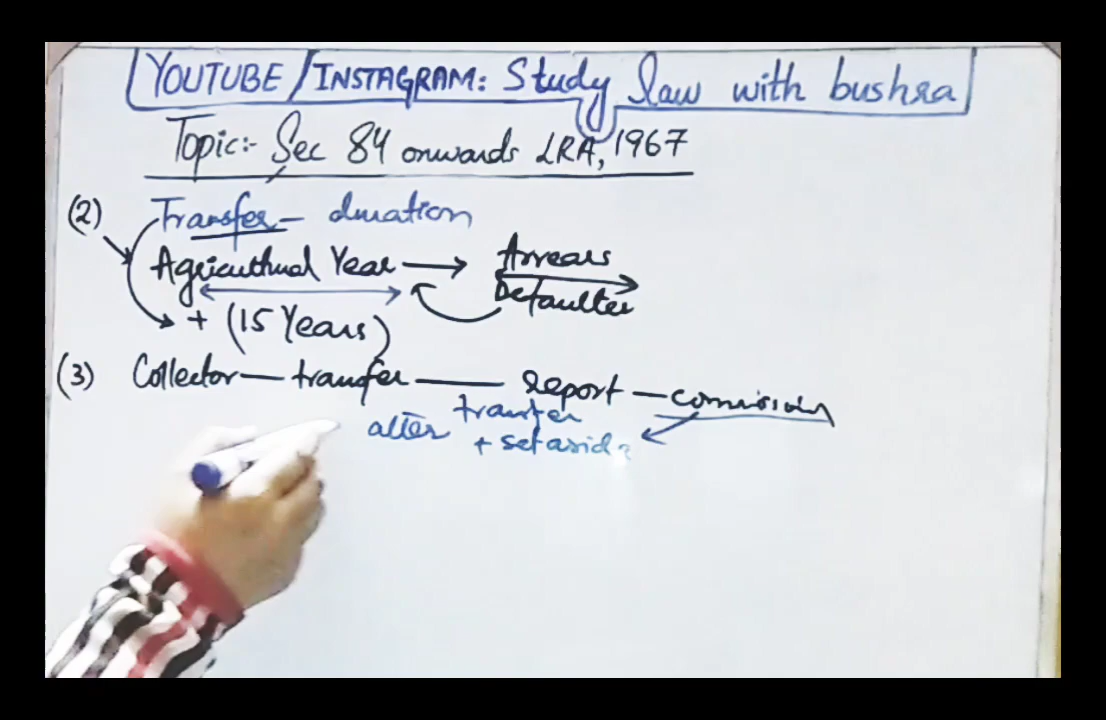 YOUTUBE/INSTAGRAM: Study law with bushra
Topic:- Sec 84 onwards LRA, 1967
(2) Transfer - duration
Agricultural Year → Arrears
Defaulter
+ (15 Years)
(3) Collector - transfer - report - commission
alter transfer
+ set aside